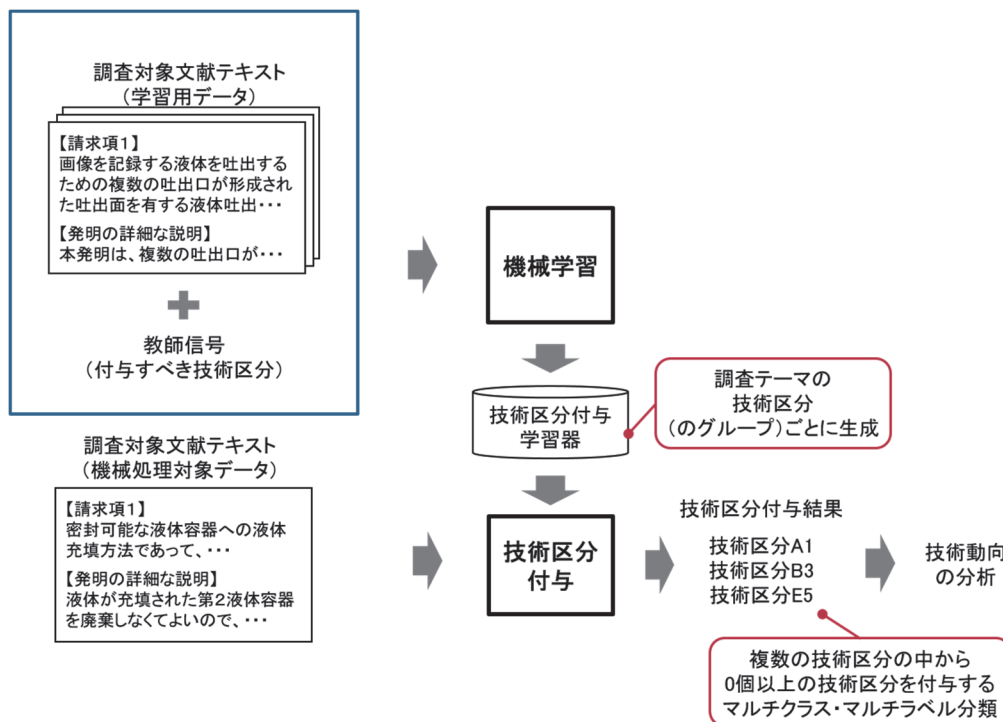 調査対象文献テキスト
(学習用データ)
【請求項1】
画像を記録する液体を吐出する
ための複数の吐出口が形成され
た吐出面を有する液体吐出・・・
【発明の詳細な説明】
本発明は、複数の吐出口が・・・
教師信号
(付与すべき技術区分)
機械学習
技術区分付与
学習器
調査テーマの
技術区分
(のグループ)ごとに生成
調査対象文献テキスト
(機械処理対象データ)
【請求項1】
密封可能な液体容器への液体
充填方法であって、・・・
【発明の詳細な説明】
液体が充填された第2液体容器
を廃棄しなくてよいので、・・・
技術区分
付与
技術区分付与結果
技術区分A1
技術区分B3
技術区分E5
技術動向
の分析
複数の技術区分の中から
0個以上の技術区分を付与する
マルチクラス・マルチラベル分類